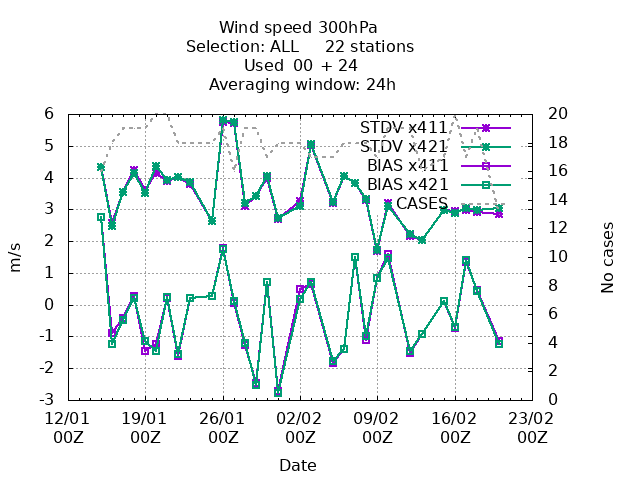 Wind speed 300hPa
Selection: ALL 22 stations
Used 00 + 24
Averaging window: 24h
6
5
4
3
2
1
0
-1
-2
-3
m/s
20
18
16
14
12
10
8
6
4
2
0
No cases
STDV x411
STDV x421
BIAS x411
BIAS x421
CASES
12/01 19/01 26/01 02/02 09/02 16/02 23/02
00Z 00Z 00Z 00Z 00Z 00Z 00Z
Date